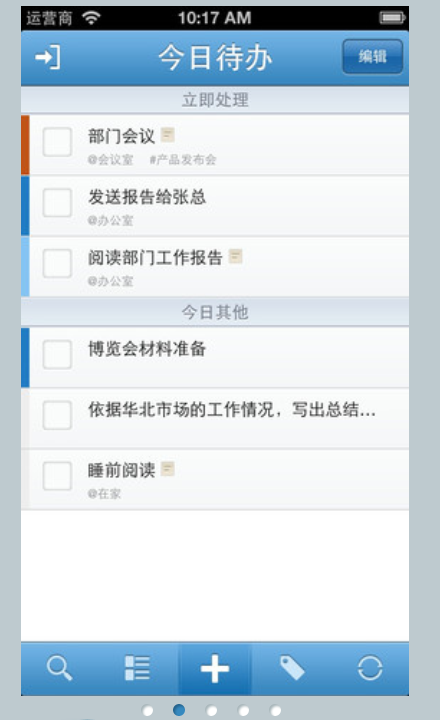 运营商 10:17 AM
今日待办 编辑
立即处理
部门会议
@会议室 #产品发布会
发送报告给张总
@办公室
阅读部门工作报告
@办公室
今日其他
博览会材料准备
依据华北市场的工作情况，写出总结...
睡前阅读
@在家